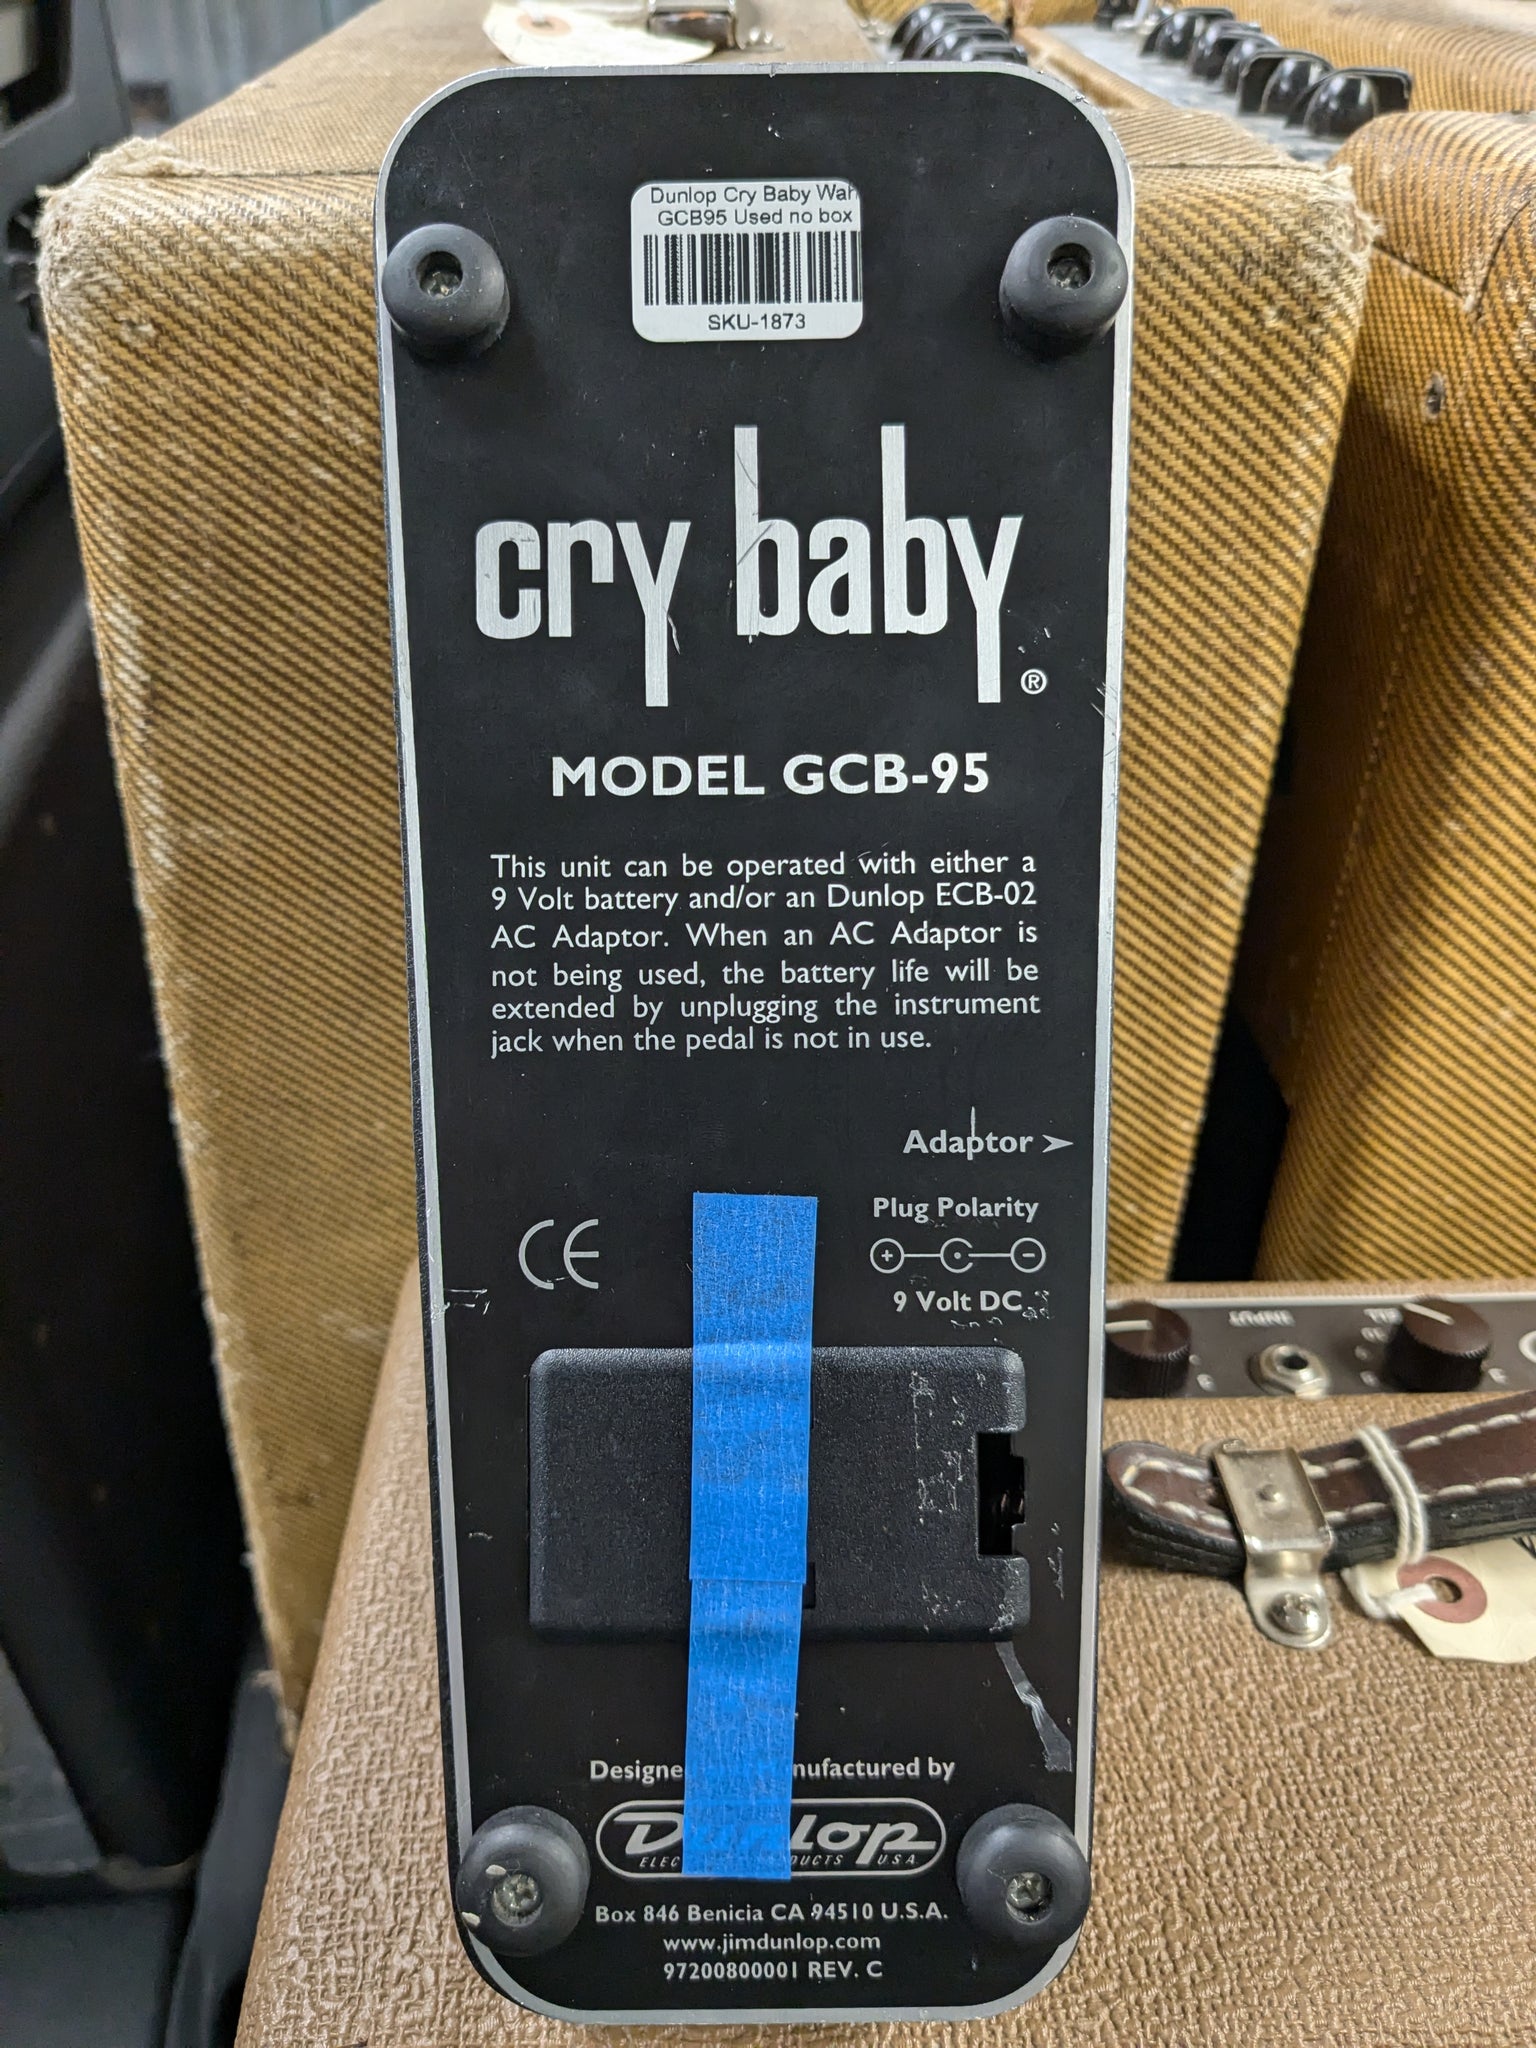 Dunlop Cry Baby Wah
GCB95 Used no box
SKU-1873
cry baby®
MODEL GCB-95
This unit can be operated with either a
9 Volt battery and/or an Dunlop ECB-02
AC Adaptor. When an AC Adaptor is
not being used, the battery life will be
extended by unplugging the instrument
jack when the pedal is not in use.
Adaptor
Plug Polarity
+ -
9 Volt DC
CE
INPUT
by
Dunlop
USA
Box 846 Benicia CA 94510 U.S.A.
www.jimdunlop.com
97200800001 REV. C